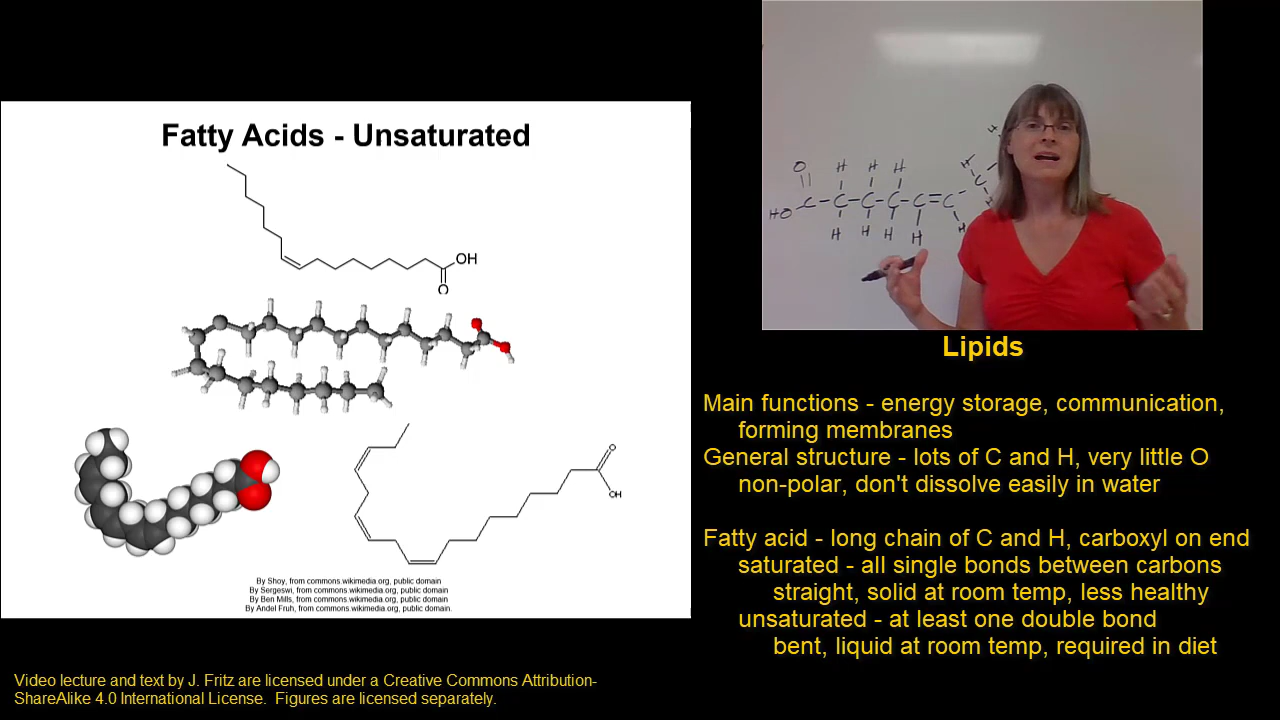 Fatty Acids - Unsaturated
OH
O
O
OH
By Shoy, from commons.wikimedia.org, public domain
By Sergeswi, from commons.wikimedia.org, public domain
By Ben Mills, from commons.wikimedia.org, public domain
By Andel Fruh, from commons.wikimedia.org, public domain.
O H H H H H
HO C C C C C = C C
H H H H H H
Lipids
Main functions - energy storage, communication,
forming membranes
General structure - lots of C and H, very little O
non-polar, don't dissolve easily in water
Fatty acid - long chain of C and H, carboxyl on end
saturated - all single bonds between carbons
straight, solid at room temp, less healthy
unsaturated - at least one double bond
bent, liquid at room temp, required in diet
Video lecture and text by J. Fritz are licensed under a Creative Commons Attribution-
ShareAlike 4.0 International License. Figures are licensed separately.